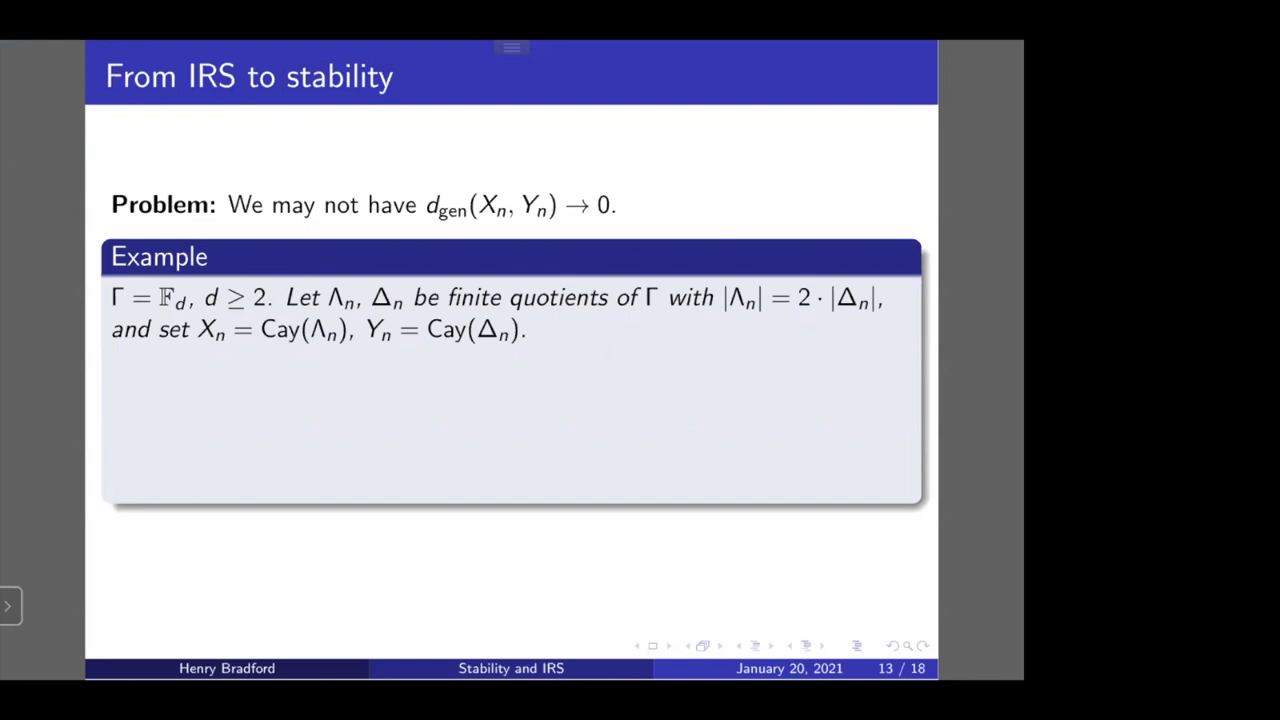 From IRS to stability
Problem: We may not have d_gen(X_n, Y_n) → 0.
Example
Γ = 𝔽_d, d ≥ 2. Let Λ_n, Δ_n be finite quotients of Γ with |Λ_n| = 2 · |Δ_n|,
and set X_n = Cay(Λ_n), Y_n = Cay(Δ_n).
Henry Bradford Stability and IRS January 20, 2021 13 / 18